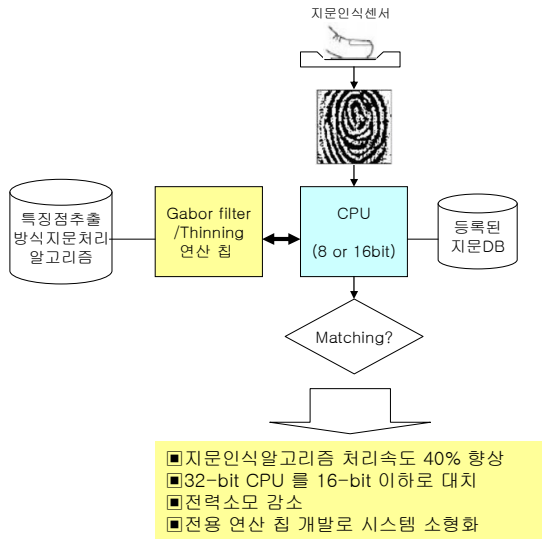 지문인식센서
특징점추출
방식지문처리
알고리즘
Gabor filter
/Thinning
연산 칩
CPU
(8 or 16bit)
등록된
지문DB
Matching?
▣지문인식알고리즘 처리속도 40% 향상
▣32-bit CPU 를 16-bit 이하로 대치
▣전력소모 감소
▣전용 연산 칩 개발로 시스템 소형화